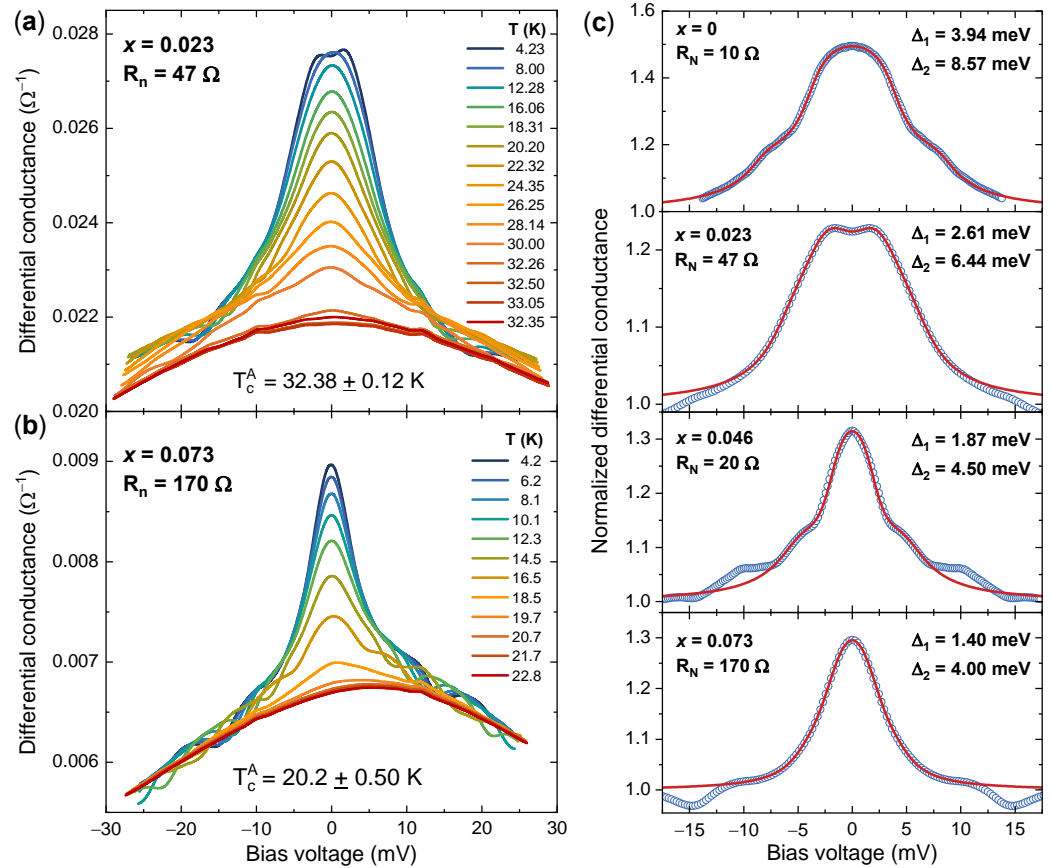 (a)
x = 0.023
Rn = 47 Ω
T (K)
4.23
8.00
12.28
16.06
18.31
20.20
22.32
24.35
26.25
28.14
30.00
32.26
32.50
33.05
32.35
TcA = 32.38 ± 0.12 K
0.028
0.026
0.024
0.022
0.020
Differential conductance (Ω−1)
(b)
x = 0.073
Rn = 170 Ω
T (K)
4.2
6.2
8.1
10.1
12.3
14.5
16.5
18.5
19.7
20.7
21.7
22.8
TcA = 20.2 ± 0.50 K
0.009
0.008
0.007
0.006
Differential conductance (Ω−1)
−30 −20 −10 0 10 20 30
Bias voltage (mV)
(c)
x = 0
RN = 10 Ω
Δ1 = 3.94 meV
Δ2 = 8.57 meV
1.6
1.4
1.2
1.0
x = 0.023
RN = 47 Ω
Δ1 = 2.61 meV
Δ2 = 6.44 meV
1.2
1.1
1.0
x = 0.046
RN = 20 Ω
Δ1 = 1.87 meV
Δ2 = 4.50 meV
1.3
1.2
1.1
1.0
x = 0.073
RN = 170 Ω
Δ1 = 1.40 meV
Δ2 = 4.00 meV
1.3
1.2
1.1
1.0
Normalized differential conductance
−15 −10 −5 0 5 10 15
Bias voltage (mV)